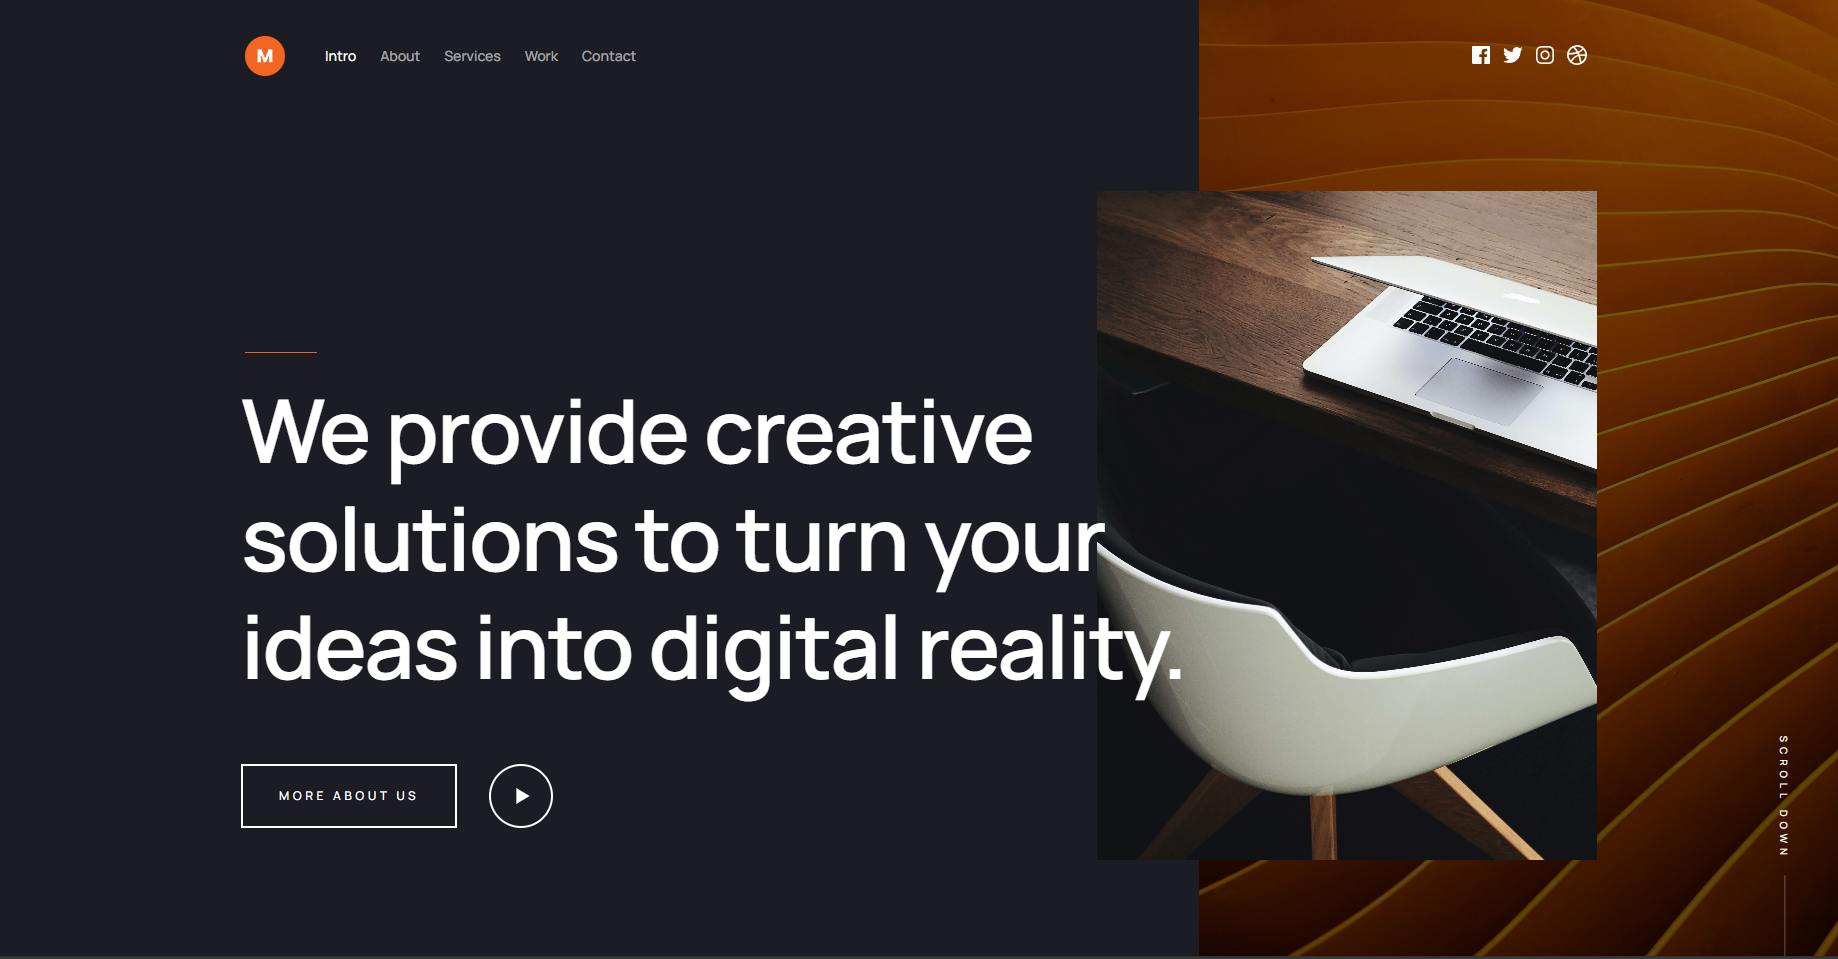 M
Intro About Services Work Contact
We provide creative
solutions to turn your
ideas into digital reality.
MORE ABOUT US
SCROLL DOWN